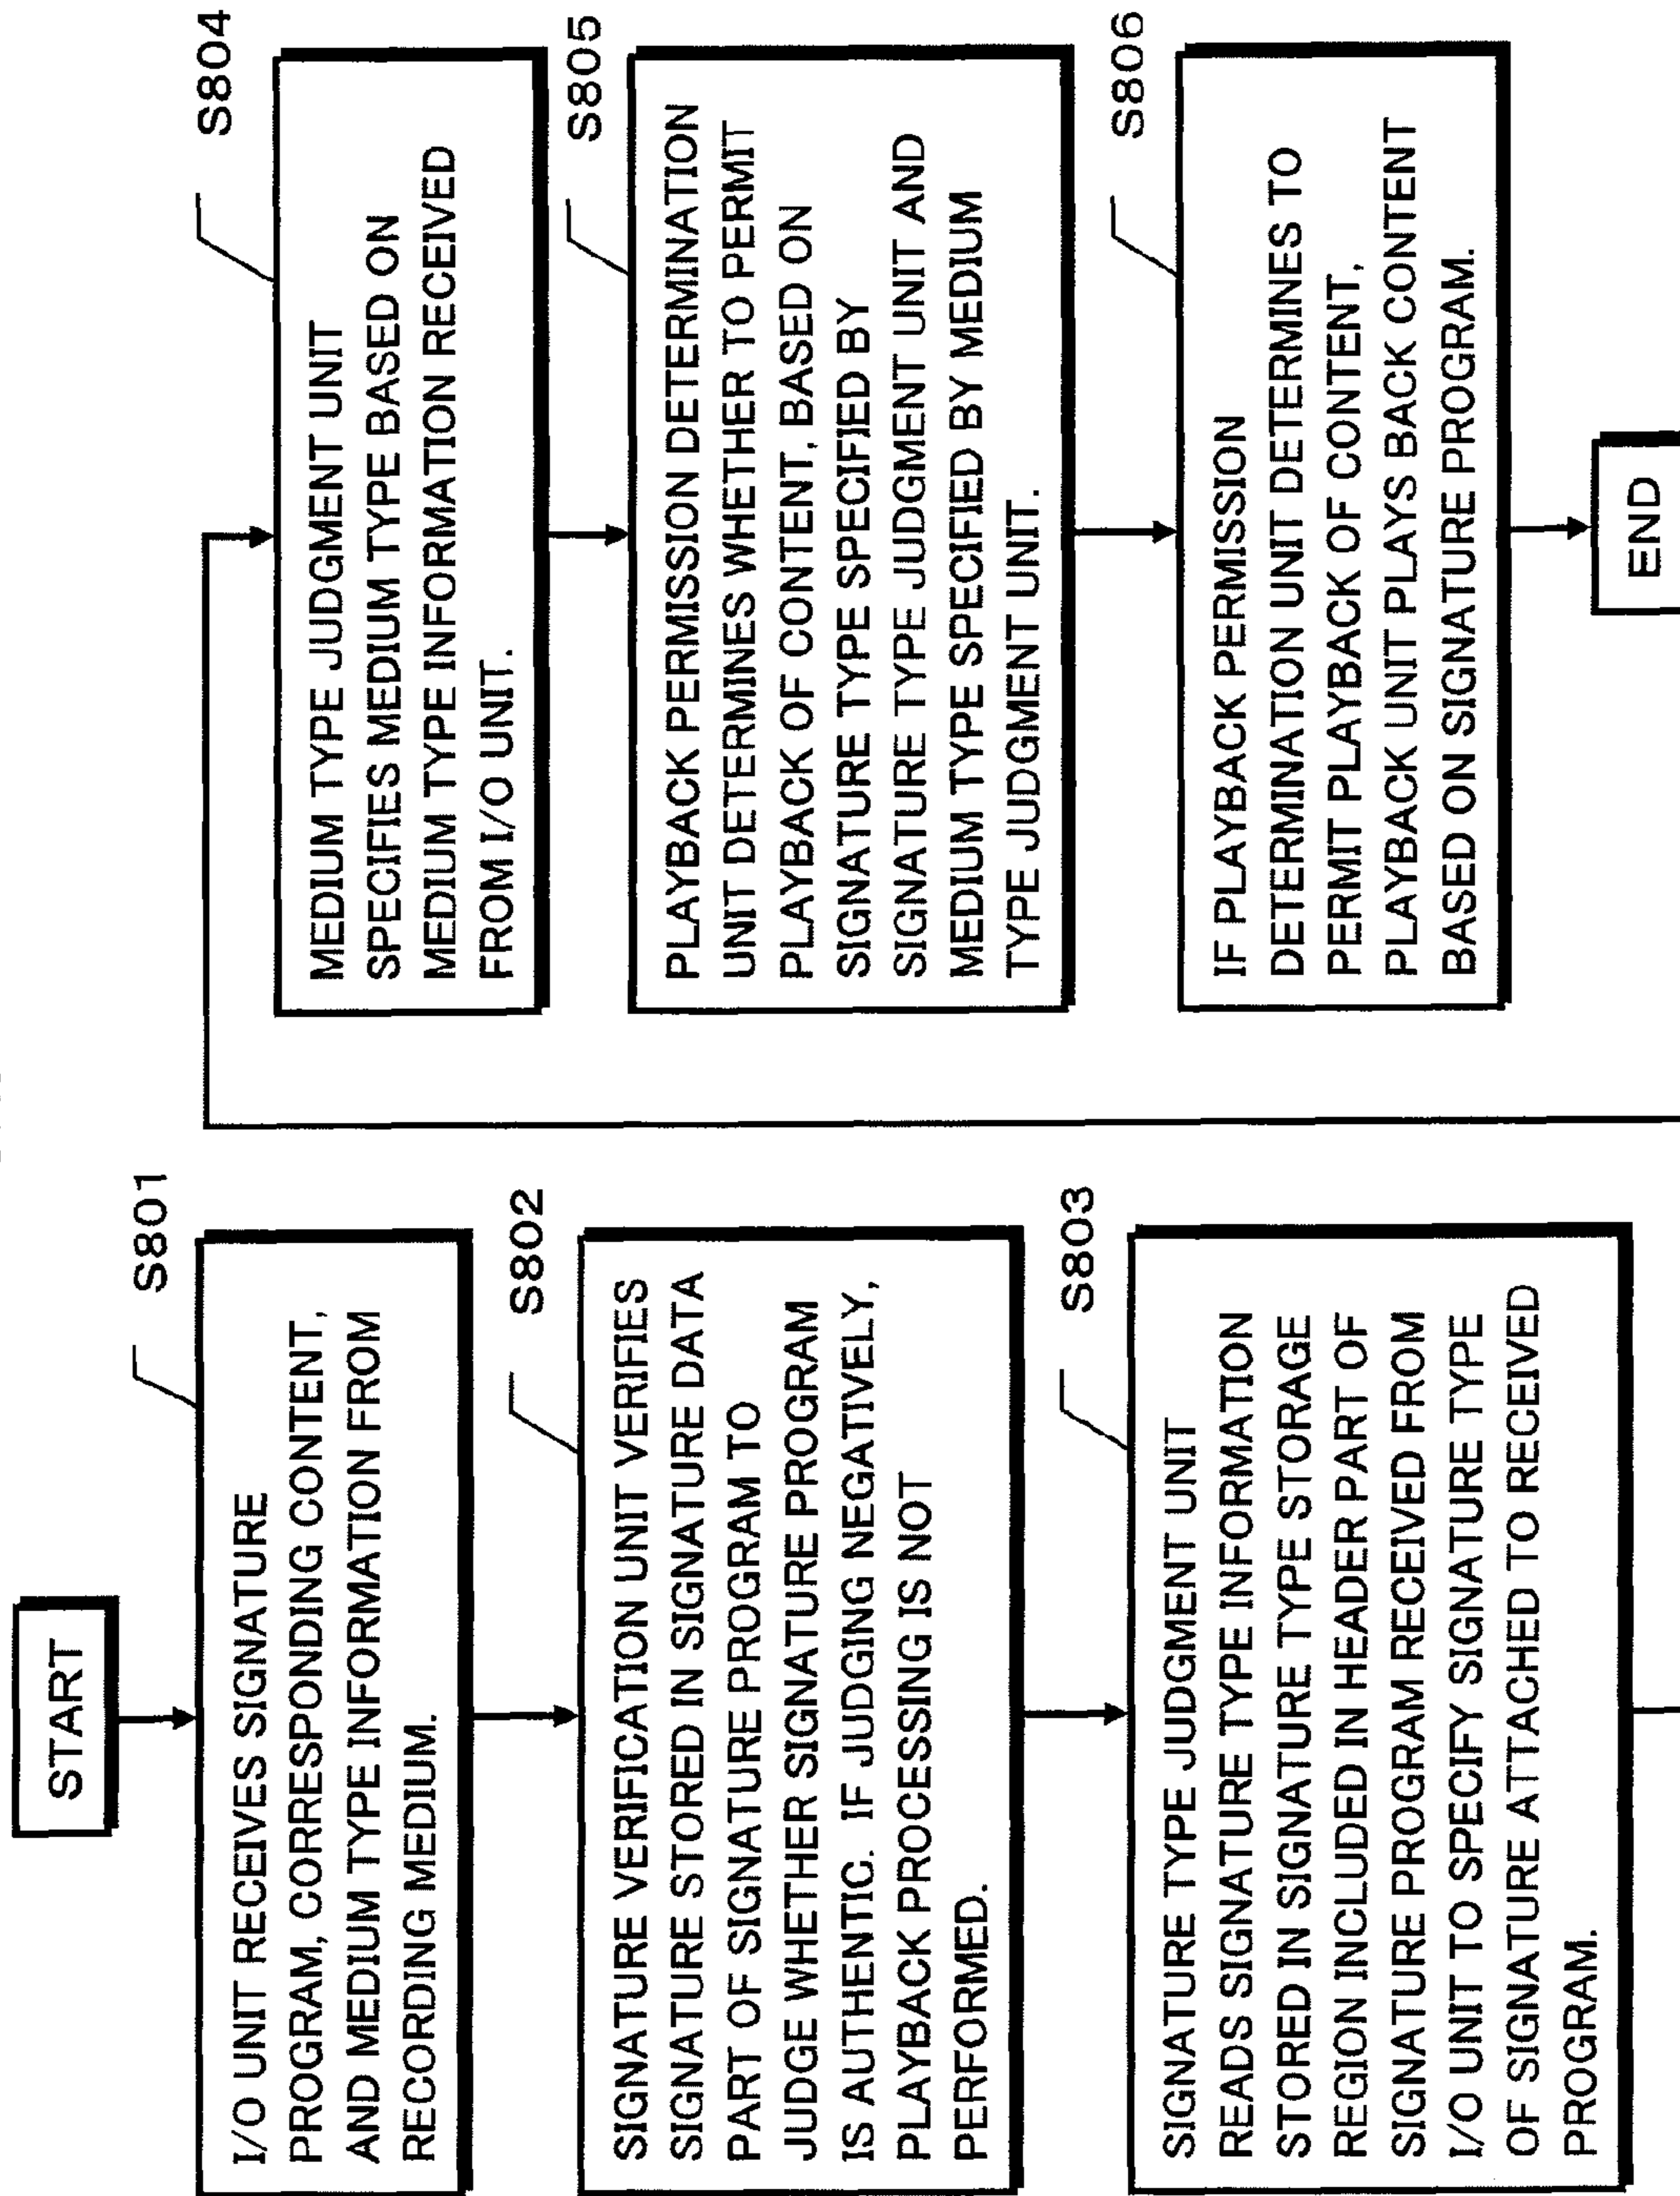 START
S801
I/O UNIT RECEIVES SIGNATURE
PROGRAM, CORRESPONDING CONTENT,
AND MEDIUM TYPE INFORMATION FROM
RECORDING MEDIUM.
S802
SIGNATURE VERIFICATION UNIT VERIFIES
SIGNATURE STORED IN SIGNATURE DATA
PART OF SIGNATURE PROGRAM TO
JUDGE WHETHER SIGNATURE PROGRAM
IS AUTHENTIC. IF JUDGING NEGATIVELY,
PLAYBACK PROCESSING IS NOT
PERFORMED.
S803
SIGNATURE TYPE JUDGMENT UNIT
READS SIGNATURE TYPE INFORMATION
STORED IN SIGNATURE TYPE STORAGE
REGION INCLUDED IN HEADER PART OF
SIGNATURE PROGRAM RECEIVED FROM
I/O UNIT TO SPECIFY SIGNATURE TYPE
OF SIGNATURE ATTACHED TO RECEIVED
PROGRAM.
S804
MEDIUM TYPE JUDGMENT UNIT
SPECIFIES MEDIUM TYPE BASED ON
MEDIUM TYPE INFORMATION RECEIVED
FROM I/O UNIT.
S805
PLAYBACK PERMISSION DETERMINATION
UNIT DETERMINES WHETHER TO PERMIT
PLAYBACK OF CONTENT, BASED ON
SIGNATURE TYPE SPECIFIED BY
SIGNATURE TYPE JUDGMENT UNIT AND
MEDIUM TYPE SPECIFIED BY MEDIUM
TYPE JUDGMENT UNIT.
S806
IF PLAYBACK PERMISSION
DETERMINATION UNIT DETERMINES TO
PERMIT PLAYBACK OF CONTENT,
PLAYBACK UNIT PLAYS BACK CONTENT
BASED ON SIGNATURE PROGRAM.
END